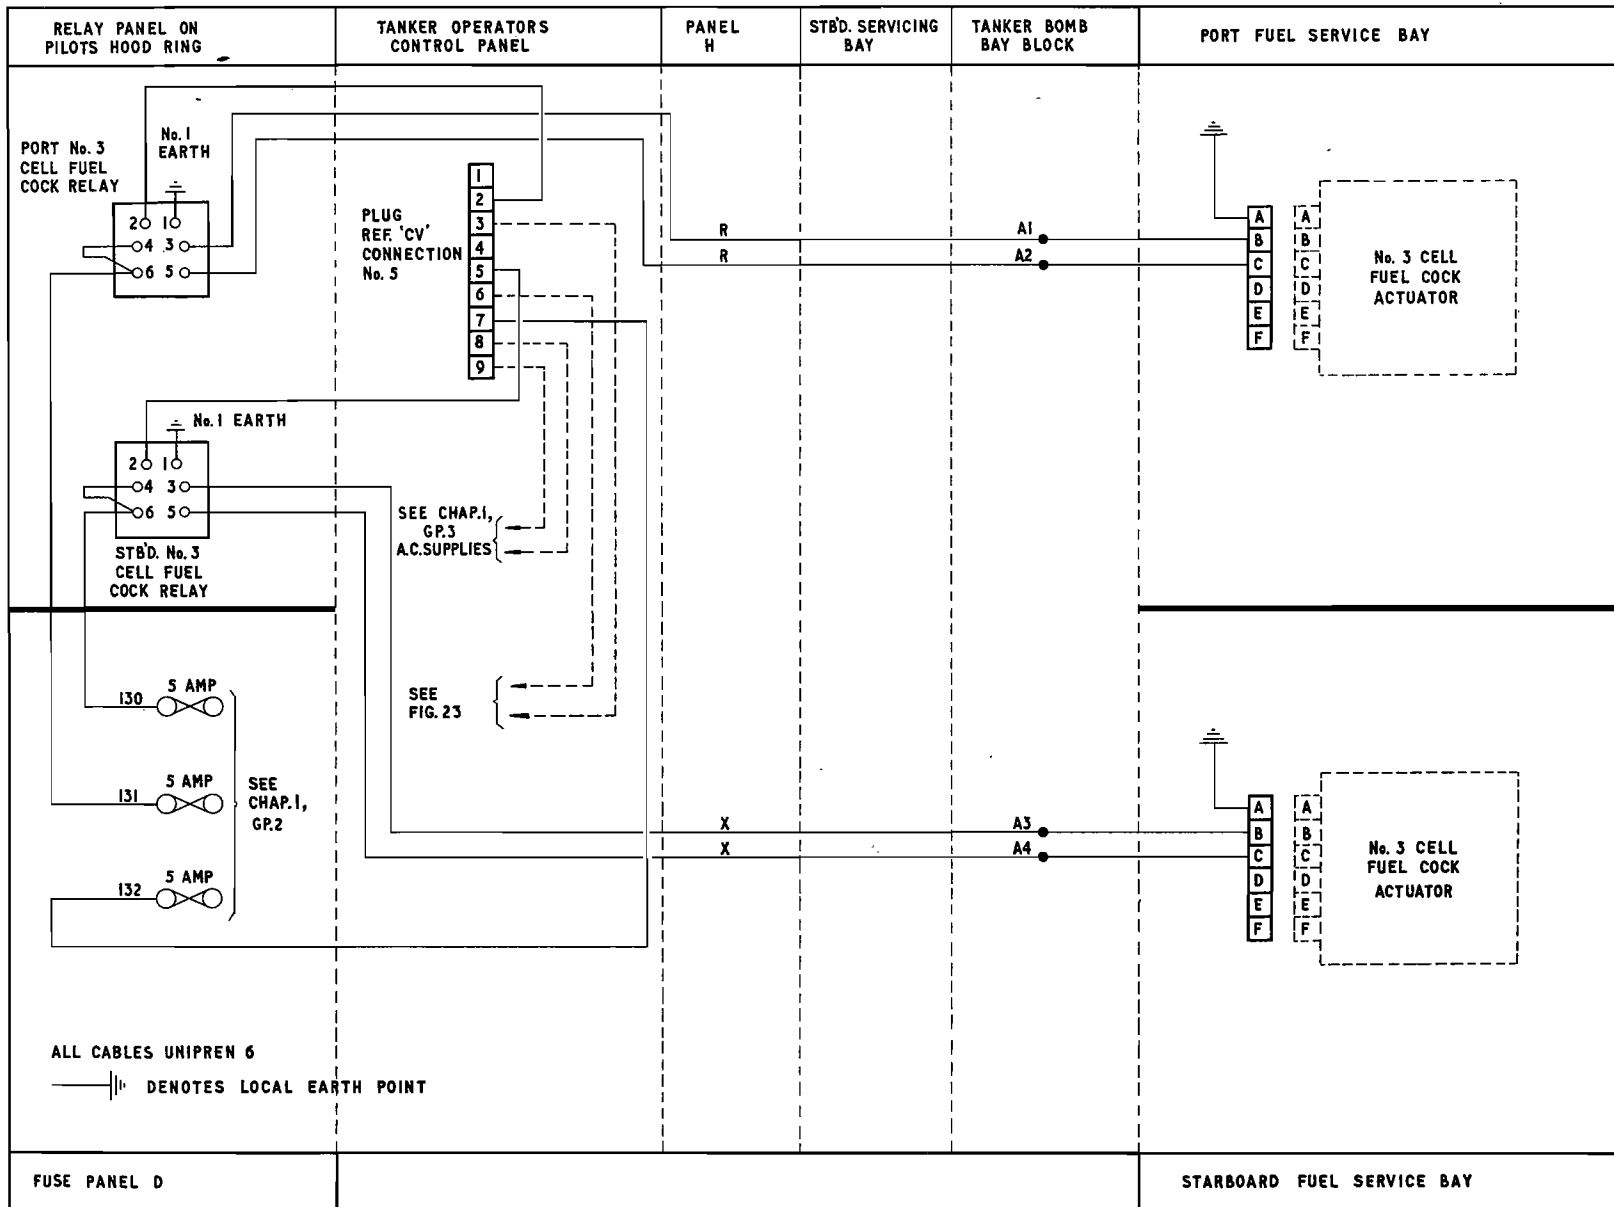 RELAY PANEL ON
PILOTS HOOD RING
TANKER OPERATORS
CONTROL PANEL
PANEL
H
STB'D. SERVICING
BAY
TANKER BOMB
BAY BLOCK
PORT FUEL SERVICE BAY
PORT No. 3
CELL FUEL
COCK RELAY
No. 1
EARTH
2 1
4 3
6 5
PLUG
REF. 'CV'
CONNECTION
No. 5
1
2
3
4
5
6
7
8
9
R
R
A1
A2
A
B
C
D
E
F
A
B
C
D
E
F
No. 3 CELL
FUEL COCK
ACTUATOR
No. 1 EARTH
2 1
4 3
6 5
STB'D. No. 3
CELL FUEL
COCK RELAY
SEE CHAP. 1,
GP. 3
A.C. SUPPLIES
SEE
FIG. 23
130 5 AMP
131 5 AMP
132 5 AMP
SEE
CHAP. 1,
GP. 2
X
X
A3
A4
A
B
C
D
E
F
A
B
C
D
E
F
No. 3 CELL
FUEL COCK
ACTUATOR
ALL CABLES UNIPREN 6
DENOTES LOCAL EARTH POINT
FUSE PANEL D
STARBOARD FUEL SERVICE BAY